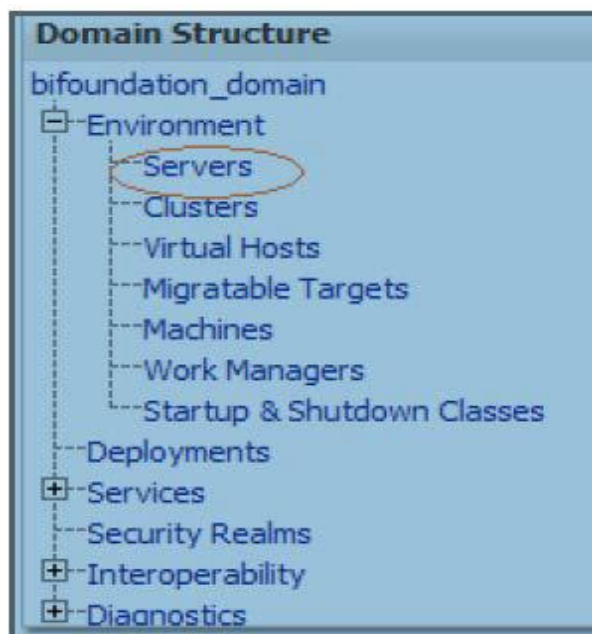 Domain Structure
bifoundation_domain
Environment
Servers
Clusters
Virtual Hosts
Migratable Targets
Machines
Work Managers
Startup & Shutdown Classes
Deployments
Services
Security Realms
Interoperability
Diagnostics